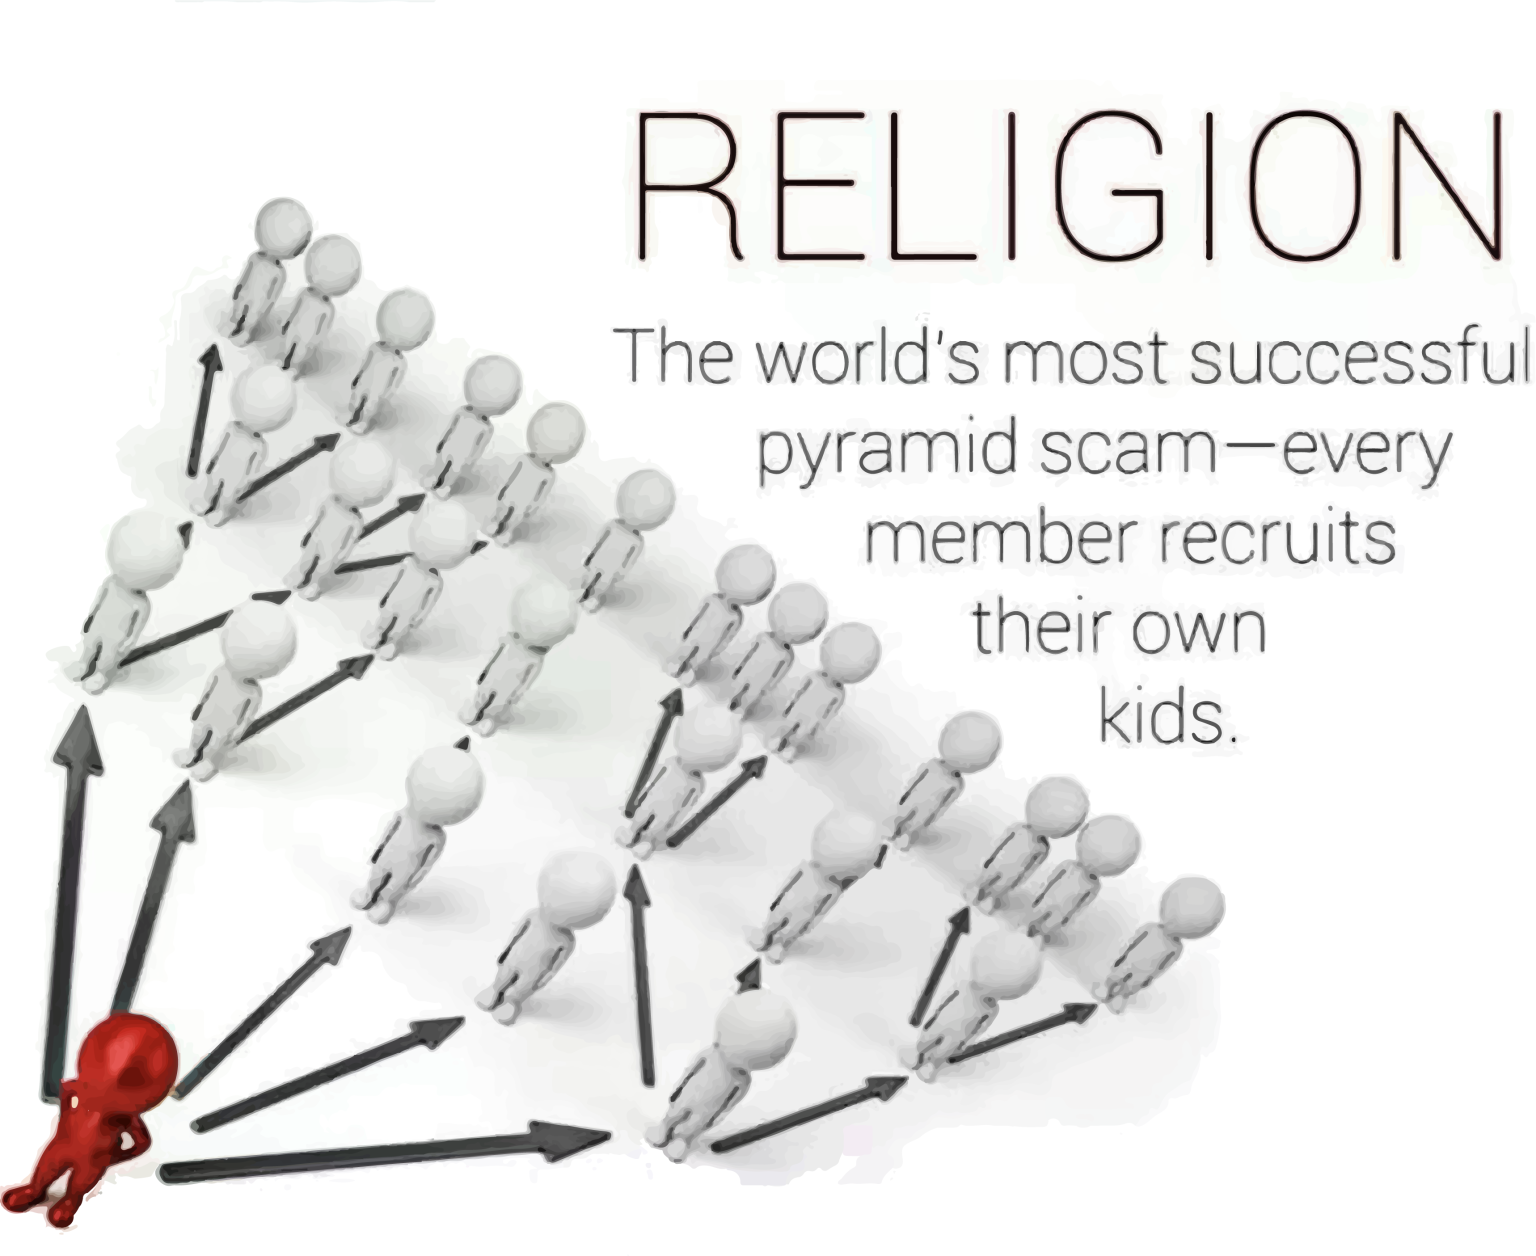 RELIGION
The world's most successful
pyramid scam—every
member recruits
their own
kids.